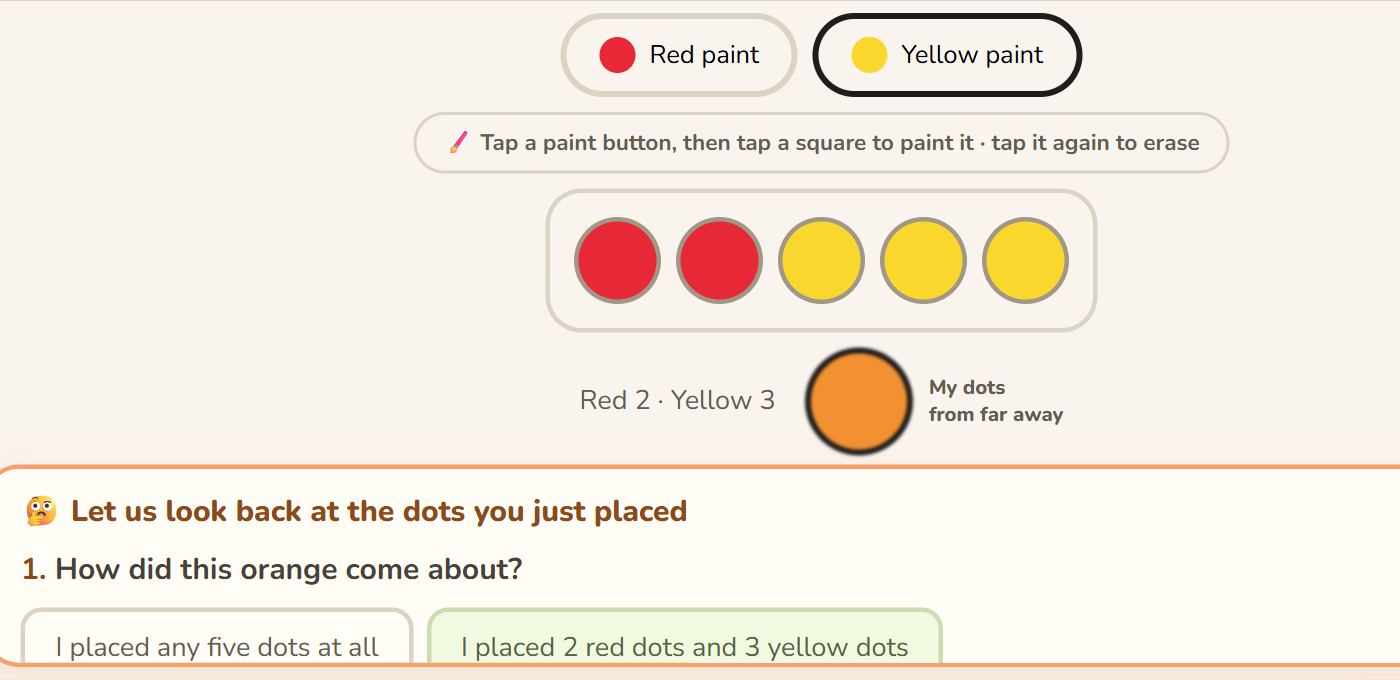 Red paint
Yellow paint
Tap a paint button, then tap a square to paint it · tap it again to erase
Red 2 · Yellow 3
My dots
from far away
Let us look back at the dots you just placed
1. How did this orange come about?
I placed any five dots at all
I placed 2 red dots and 3 yellow dots